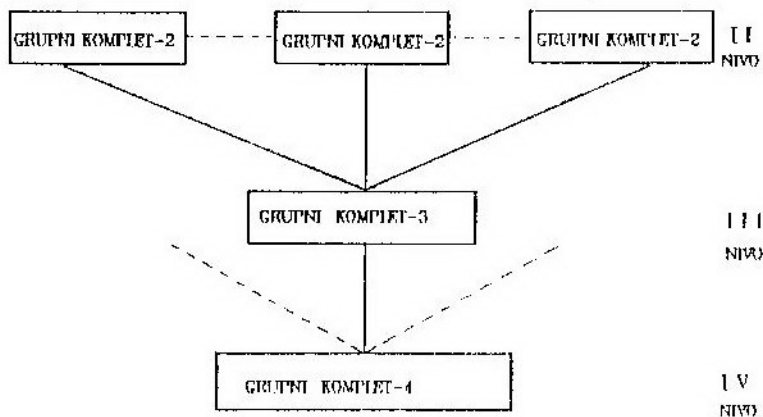 GRUPNI KOMPLET-2 GRUPNI KOMPLET-2 GRUPNI KOMPLET-2 II
NIVO
GRUPNI KOMPLET-3 III
NIVO
GRUPNI KOMPLET-4 IV
NIVO